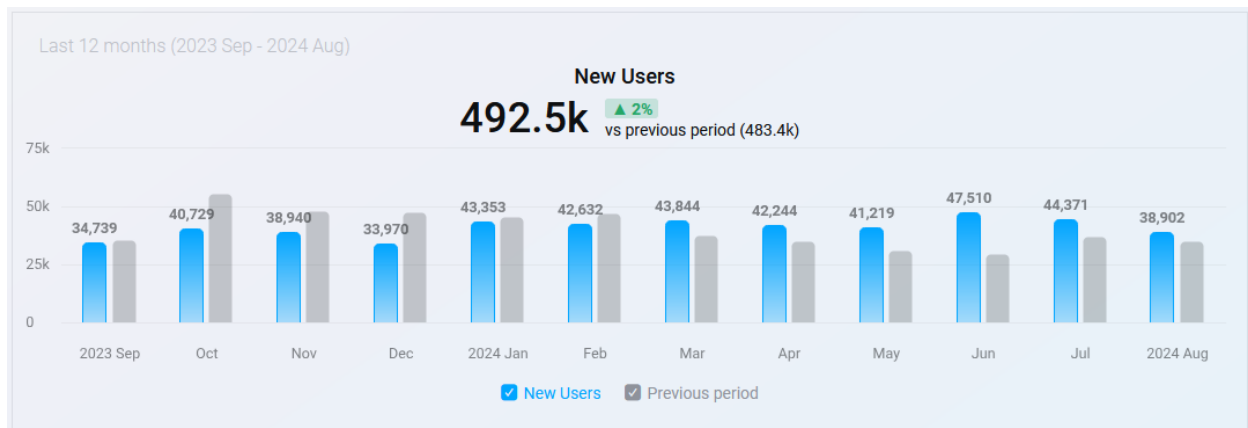 Last 12 months (2023 Sep - 2024 Aug)
New Users
492.5k ▲ 2%
vs previous period (483.4k)
75k
50k
25k
0
34,739 40,729 38,940 33,970 43,353 42,632 43,844 42,244 41,219 47,510 44,371 38,902
2023 Sep Oct Nov Dec 2024 Jan Feb Mar Apr May Jun Jul 2024 Aug
New Users Previous period